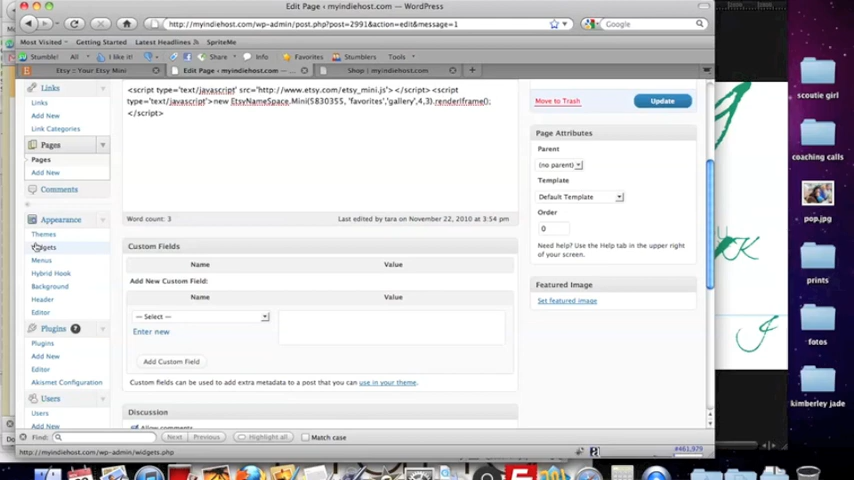 Edit Page ‹ myindiehost.com — WordPress
http://myindiehost.com/wp-admin/post.php?post=2991&action=edit&message=1
Google
Most Visited Getting Started Latest Headlines SpriteMe
Stumble! All I like it! Share Info Favorites Stumblers Tools
Etsy :: Your Etsy Mini
Edit Page ‹ myindiehost.com — ...
Shop | myindiehost.com
Links
Links
Add New
Link Categories
Pages
Pages
Add New
Comments
Appearance
Themes
Widgets
Menus
Hybrid Hook
Background
Header
Editor
Plugins ?
Plugins
Add New
Editor
Akismet Configuration
Users
Users
Add New
<script type='text/javascript' src='http://www.etsy.com/etsy_mini.js'></script><script
type='text/javascript'>new EtsyNameSpace.Mini(5830355, 'favorites','gallery',4,3).renderIframe();
</script>
Word count: 3
Last edited by tara on November 22, 2010 at 3:54 pm
Custom Fields
Name Value
Add New Custom Field:
Name Value
— Select —
Enter new
Add Custom Field
Custom fields can be used to add extra metadata to a post that you can use in your theme.
Discussion
Allow comments.
Move to Trash
Update
Page Attributes
Parent
(no parent)
Template
Default Template
Order
0
Need help? Use the Help tab in the upper right
of your screen.
Featured Image
Set featured image
Find: Next Previous Highlight all Match case
http://myindiehost.com/wp-admin/widgets.php
#461,979
scoutie girl
coaching calls
pop.jpg
prints
fotos
kimberley jade